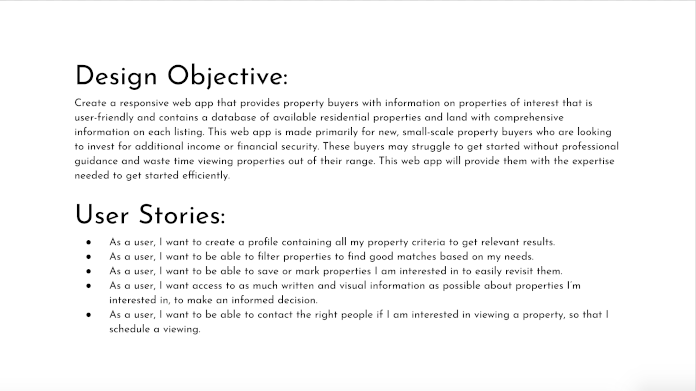 Design Objective:
Create a responsive web app that provides property buyers with information on properties of interest that is
user-friendly and contains a database of available residential properties and land with comprehensive
information on each listing. This web app is made primarily for new, small-scale property buyers who are looking
to invest for additional income or financial security. These buyers may struggle to get started without professional
guidance and waste time viewing properties out of their range. This web app will provide them with the expertise
needed to get started efficiently.
User Stories:
● As a user, I want to create a profile containing all my property criteria to get relevant results.
● As a user, I want to be able to filter properties to find good matches based on my needs.
● As a user, I want to be able to save or mark properties I am interested in to easily revisit them.
● As a user, I want access to as much written and visual information as possible about properties I'm
interested in, to make an informed decision.
● As a user, I want to be able to contact the right people if I am interested in viewing a property, so that I
schedule a viewing.